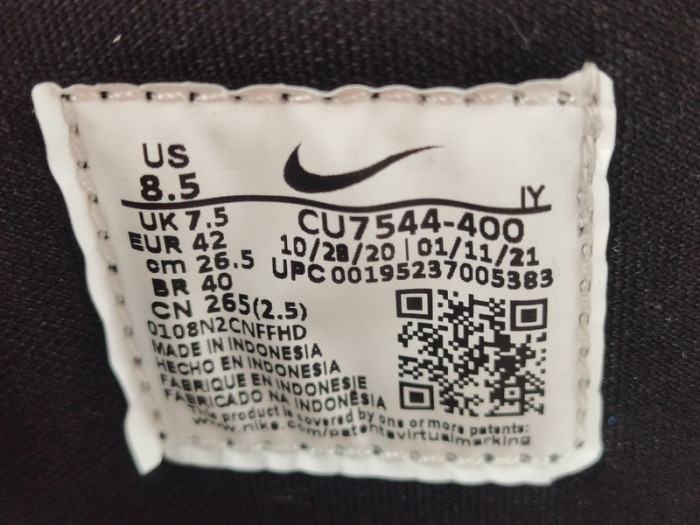 US
8.5
IY
UK 7.5
EUR 42
cm 26.5
BR 40
CN 265(2.5)
CU7544-400
10/28/20 | 01/11/21
UPC 00195237005383
0108N2CNFFHD
MADE IN INDONESIA
HECHO EN INDONESIA
FABRIQUE EN INDONESIE
FABRICADO NA INDONÉSIA
This product is covered by one or more patents:
www.nike.com/patentsvirtualmarking